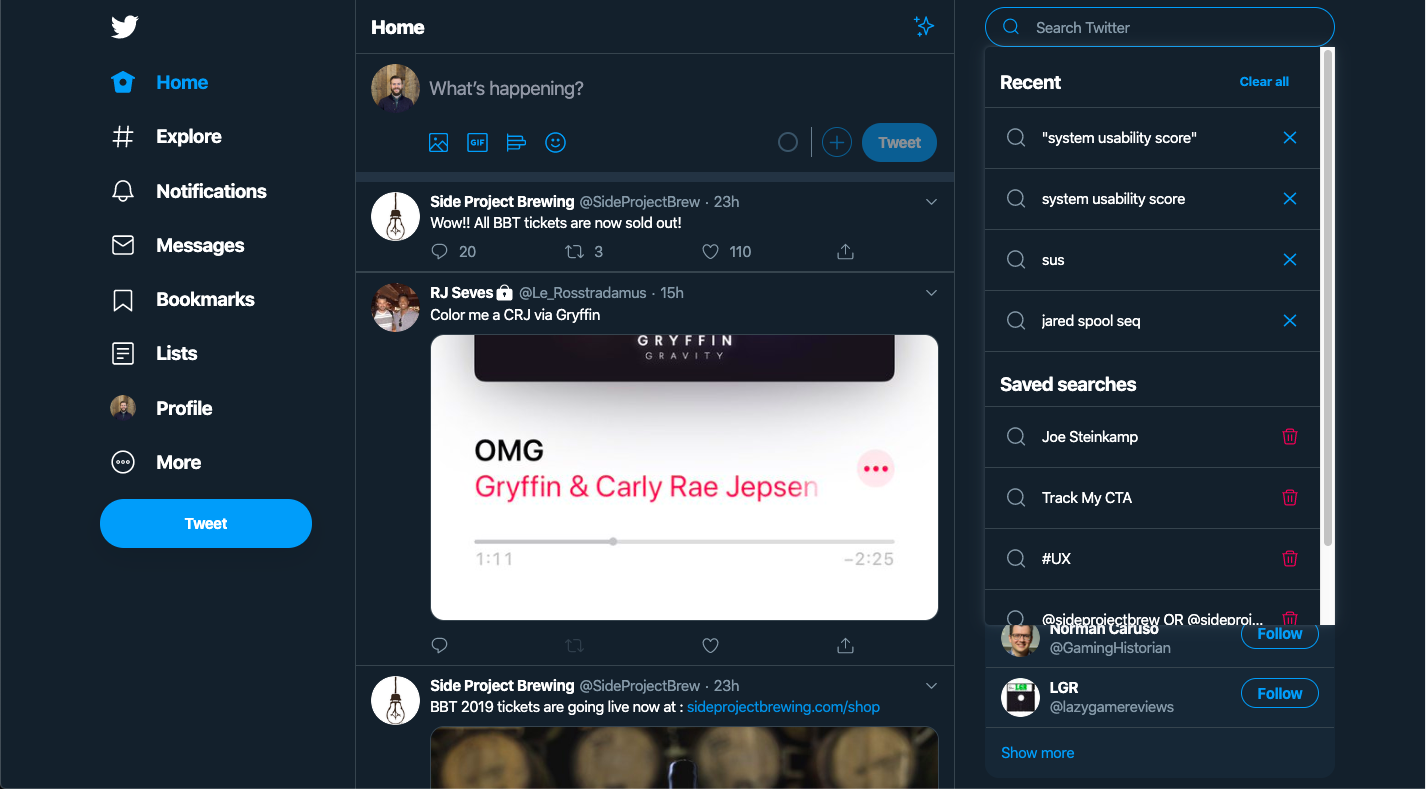 Home
Explore
Notifications
Messages
Bookmarks
Lists
Profile
More
Tweet
Home
What's happening?
GIF
Tweet
Side Project Brewing @SideProjectBrew · 23h
Wow!! All BBT tickets are now sold out!
20 3 110
RJ Seves @Le_Rosstradamus · 15h
Color me a CRJ via Gryffin
GRYFFIN
GRAVITY
OMG
Gryffin & Carly Rae Jepsen
1:11 -2:25
Side Project Brewing @SideProjectBrew · 23h
BBT 2019 tickets are going live now at : sideprojectbrewing.com/shop
Search Twitter
Recent Clear all
"system usability score"
system usability score
sus
jared spool seq
Saved searches
Joe Steinkamp
Track My CTA
#UX
@sideprojectbrew OR @sideproj...
Norman Caruso
@GamingHistorian
Follow
LGR
@lazygamereviews
Follow
Show more